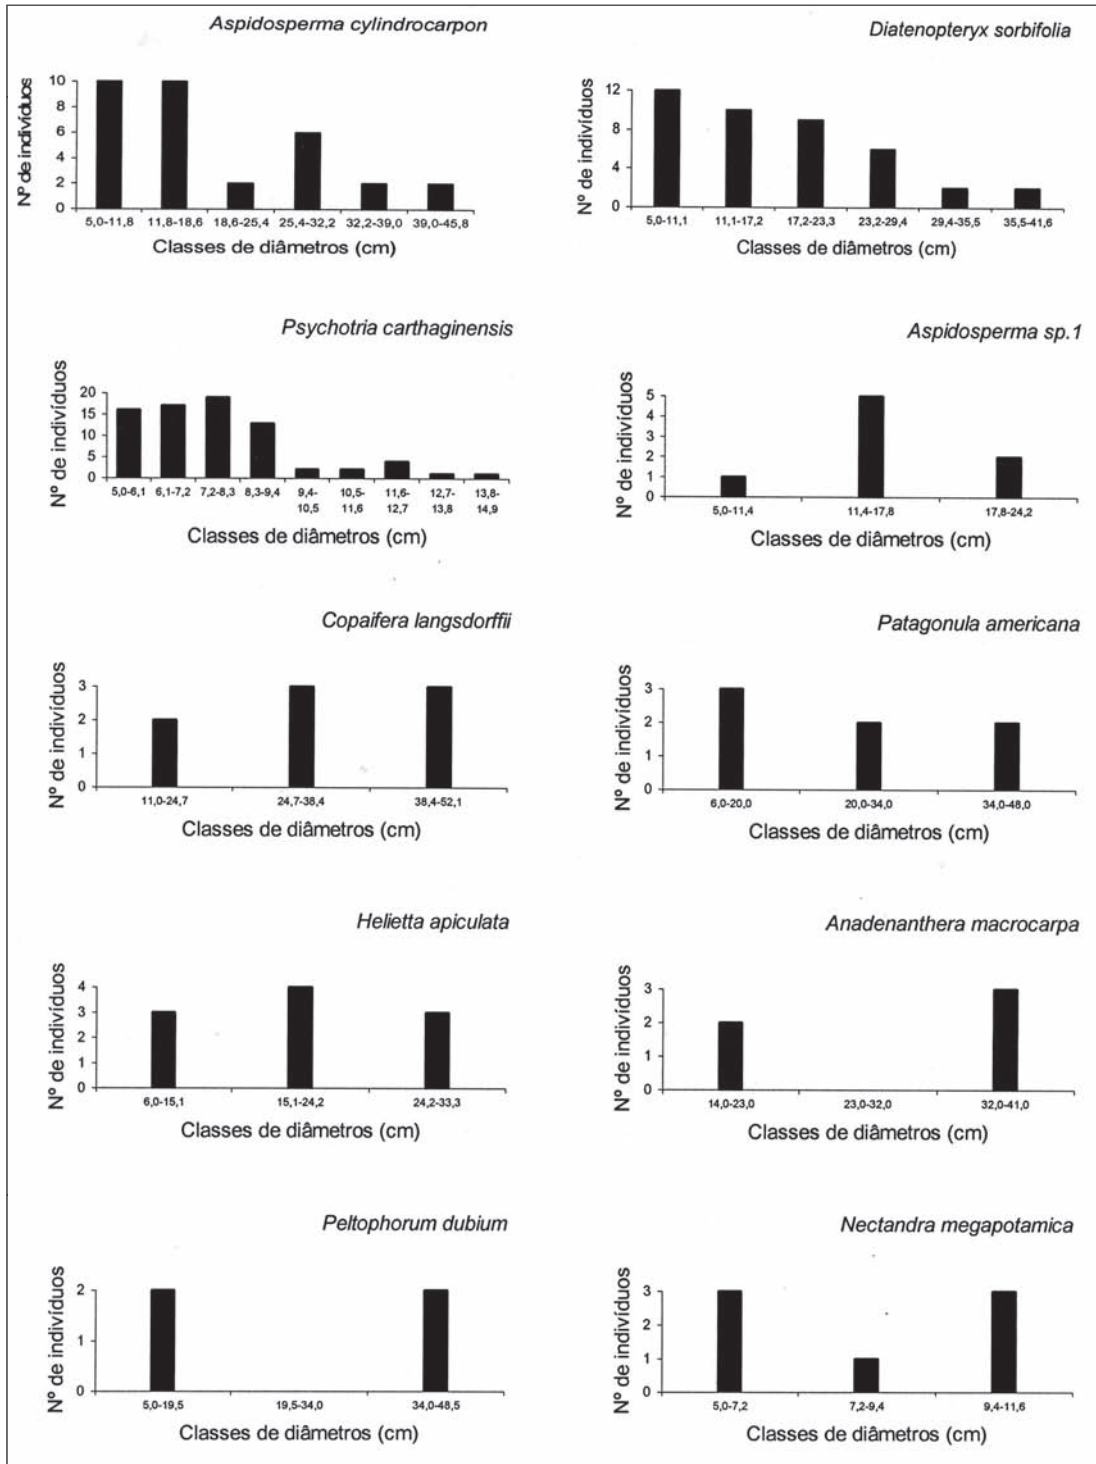 Aspidosperma cylindrocarpon
Nº de indivíduos
10
8
6
4
2
0
5,0-11,8 11,8-18,6 18,6-25,4 25,4-32,2 32,2-39,0 39,0-45,8
Classes de diâmetros (cm)
Diatenopteryx sorbifolia
Nº de indivíduos
12
8
4
0
5,0-11,1 11,1-17,2 17,2-23,3 23,2-29,4 29,4-35,5 35,5-41,6
Classes de diâmetros (cm)
Psychotria carthaginensis
Nº de indivíduos
20
15
10
5
0
5,0-6,1 6,1-7,2 7,2-8,3 8,3-9,4 9,4- 10,5- 11,6- 12,7- 13,8-
10,5 11,6 12,7 13,8 14,9
Classes de diâmetros (cm)
Aspidosperma sp.1
Nº de indivíduos
5
4
3
2
1
0
5,0-11,4 11,4-17,8 17,8-24,2
Classes de diâmetros (cm)
Copaifera langsdorffii
Nº de indivíduos
3
2
1
0
11,0-24,7 24,7-38,4 38,4-52,1
Classes de diâmetros (cm)
Patagonula americana
Nº de indivíduos
3
2
1
0
6,0-20,0 20,0-34,0 34,0-48,0
Classes de diâmetros (cm)
Helietta apiculata
Nº de indivíduos
4
3
2
1
0
6,0-15,1 15,1-24,2 24,2-33,3
Classes de diâmetros (cm)
Anadenanthera macrocarpa
Nº de indivíduos
3
2
1
0
14,0-23,0 23,0-32,0 32,0-41,0
Classes de diâmetros (cm)
Peltophorum dubium
Nº de indivíduos
2
1
0
5,0-19,5 19,5-34,0 34,0-48,5
Classes de diâmetros (cm)
Nectandra megapotamica
Nº de indivíduos
3
2
1
0
5,0-7,2 7,2-9,4 9,4-11,6
Classes de diâmetros (cm)